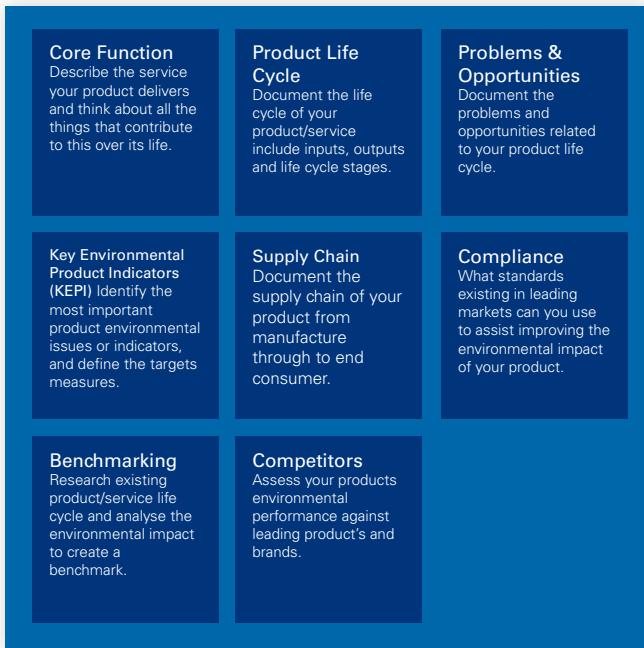 Core Function
Describe the service
your product delivers
and think about all the
things that contribute
to this over its life.
Product Life
Cycle
Document the life
cycle of your
product/service
include inputs, outputs
and life cycle stages.
Problems &
Opportunities
Document the
problems and
opportunities related
to your product life
cycle.
Key Environmental
Product Indicators
(KEPI) Identify the
most important
product environmental
issues or indicators,
and define the targets
measures.
Supply Chain
Document the
supply chain of your
product from
manufacture
through to end
consumer.
Compliance
What standards
existing in leading
markets can you use
to assist improving the
environmental impact
of your product.
Benchmarking
Research existing
product/service life
cycle and analyse the
environmental impact
to create a
benchmark.
Competitors
Assess your products
environmental
performance against
leading product's and
brands.